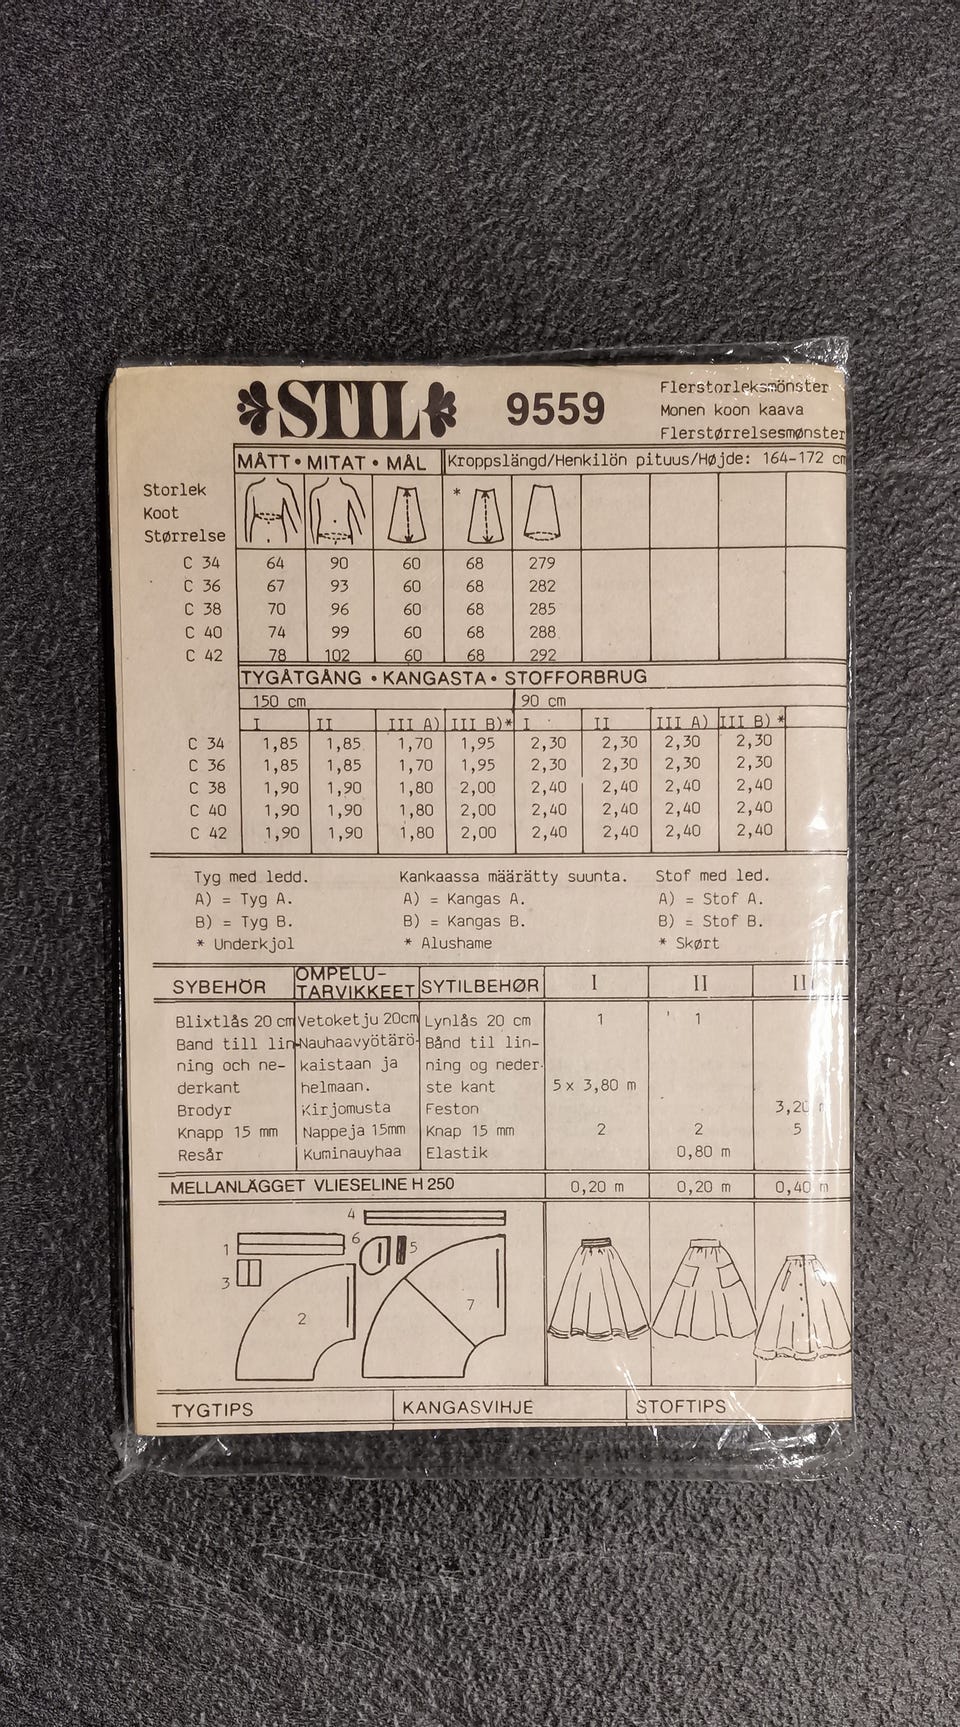 STIL 9559
Flerstorleksmönster
Monen koon kaava
Flerstørrelsesmønster
MÅTT • MITAT • MÅL Kroppslängd/Henkilön pituus/Højde: 164-172 cm
Storlek
Koot
Størrelse
*
C 34 64 90 60 68 279
C 36 67 93 60 68 282
C 38 70 96 60 68 285
C 40 74 99 60 68 288
C 42 78 102 60 68 292
TYGÅTGÅNG • KANGASTA • STOFFORBRUG
150 cm 90 cm
I II III A) III B)* I II III A) III B) *
C 34 1,85 1,85 1,70 1,95 2,30 2,30 2,30 2,30
C 36 1,85 1,85 1,70 1,95 2,30 2,30 2,30 2,30
C 38 1,90 1,90 1,80 2,00 2,40 2,40 2,40 2,40
C 40 1,90 1,90 1,80 2,00 2,40 2,40 2,40 2,40
C 42 1,90 1,90 1,80 2,00 2,40 2,40 2,40 2,40
Tyg med ledd. Kankaassa määrätty suunta. Stof med led.
A) = Tyg A. A) = Kangas A. A) = Stof A.
B) = Tyg B. B) = Kangas B. B) = Stof B.
* Underkjol * Alushame * Skørt
SYBEHÖR OMPELU-TARVIKKEET SYTILBEHØR I II III
Blixtlås 20 cm Vetoketju 20cm Lynlås 20 cm 1 1
Band till lin- Nauhaavyötärö- Bånd til lin-
ning och ne- kaistaan ja ning og neder-
derkant helmaan. ste kant 5 x 3,80 m
Brodyr Kirjomusta Feston 3,20 m
Knapp 15 mm Nappeja 15mm Knap 15 mm 2 2 5
Resår Kuminauyhaa Elastik 0,80 m
MELLANLÄGGET VLIESELINE H 250 0,20 m 0,20 m 0,40 m
4
1 6 5
3
2 7
TYGTIPS KANGASVIHJE STOFTIPS